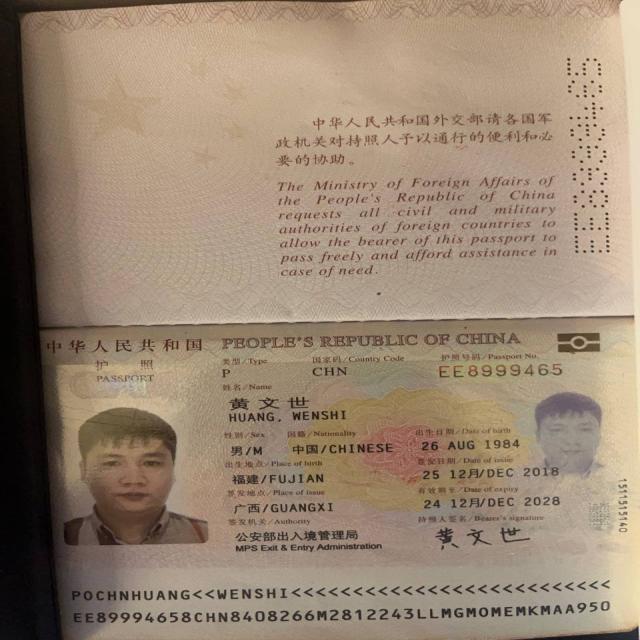 EE8999465
中华人民共和国外交部请各国军
政机关对持照人予以通行的便利和必
要的协助。
The Ministry of Foreign Affairs of
the People's Republic of China
requests all civil and military
authorities of foreign countries to
allow the bearer of this passport to
pass freely and afford assistance in
case of need.
中华人民共和国 PEOPLE'S REPUBLIC OF CHINA
护 照
PASSPORT
类型/Type 国家码/Country Code 护照号码/Passport No.
P CHN EE8999465
姓名/Name
黄文世
HUANG, WENSHI
性别/Sex 国籍/Nationality 出生日期/Date of birth
男/M 中国/CHINESE 26 AUG 1984
出生地点/Place of birth 签发日期/Date of issue
福建/FUJIAN 25 12月/DEC 2018
签发地点/Place of issue 有效期至/Date of expiry
广西/GUANGXI 24 12月/DEC 2028
签发机关/Authority 持照人签名/Bearer's signature
公安部出入境管理局 黄文世
MPS Exit & Entry Administration
1511515140
POCHNHUANG<<WENSHI<<<<<<<<<<<<<<<<<<<<<<<<<<
EE89994658CHN8408266M2812243LLMGMOMEMKMAA950